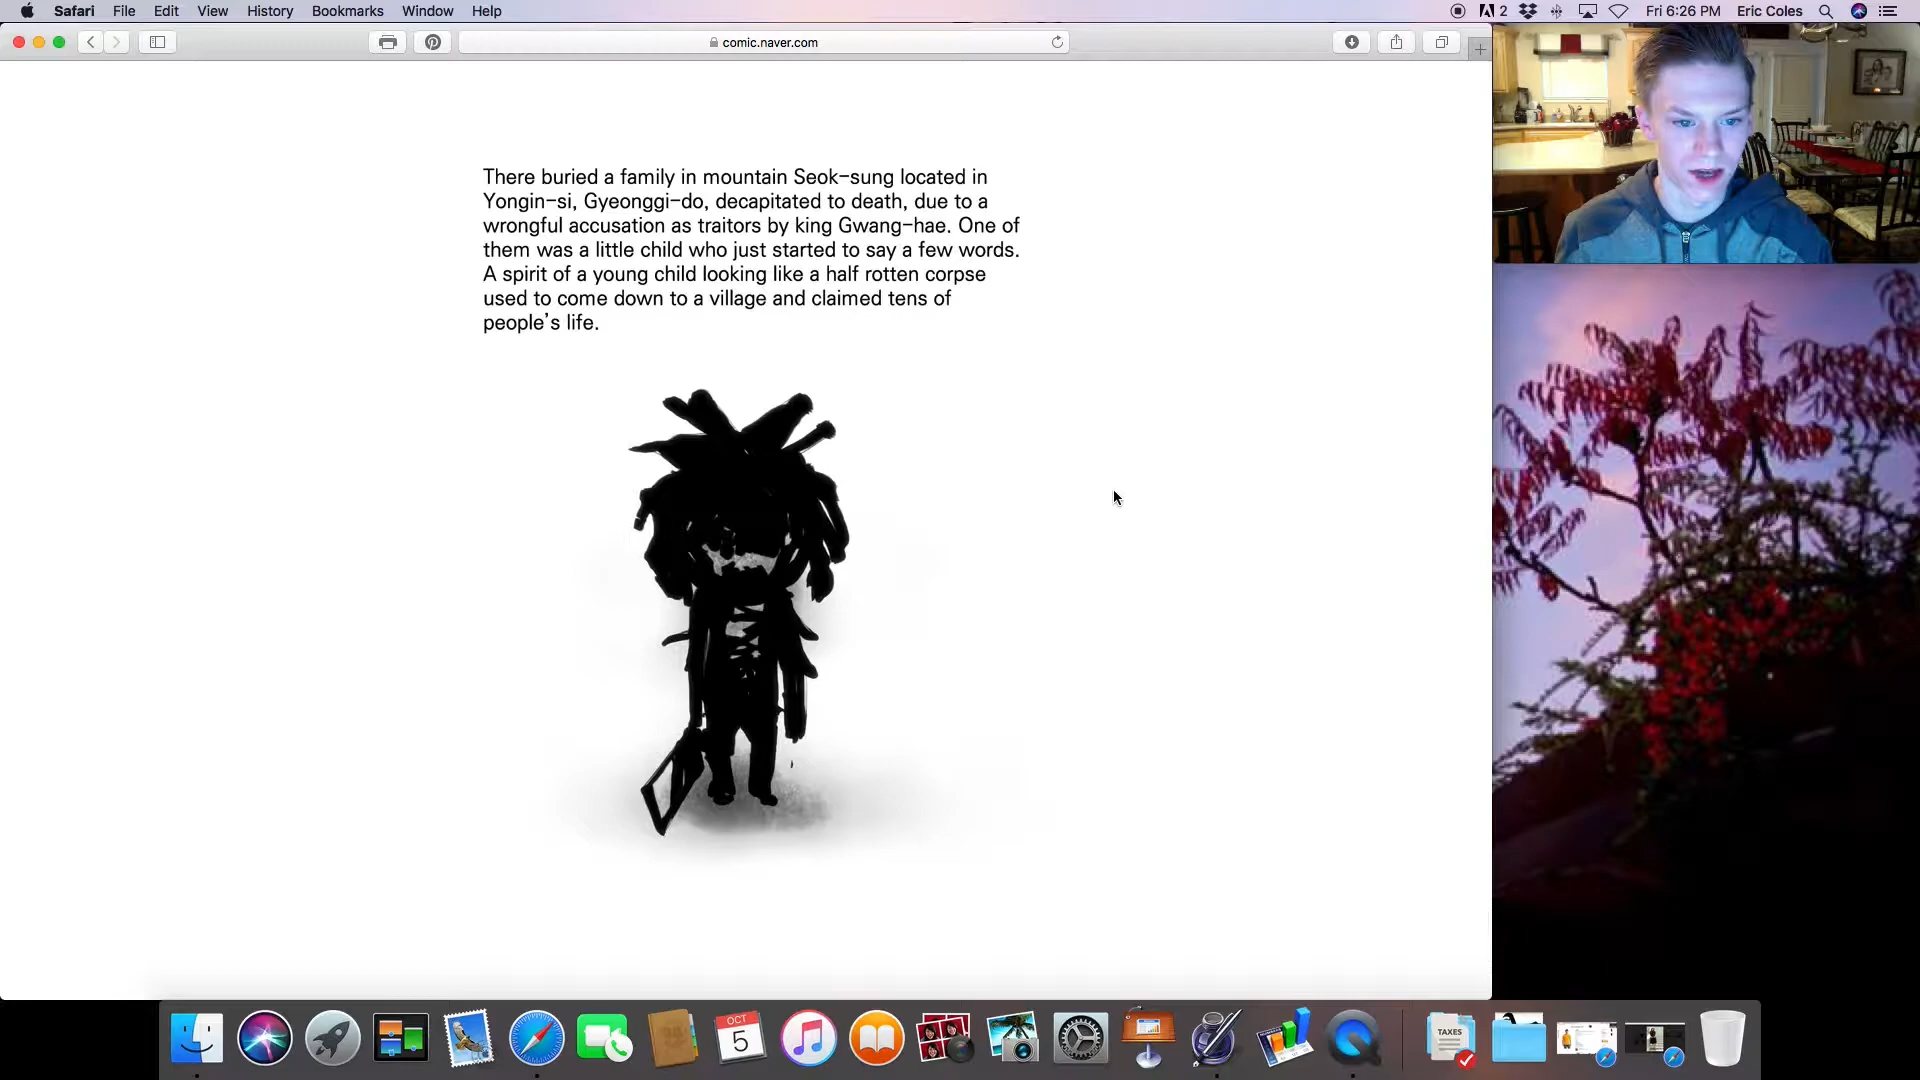 Safari File Edit View History Bookmarks Window Help
2 Fri 6:26 PM Eric Coles
comic.naver.com
There buried a family in mountain Seok-sung located in
Yongin-si, Gyeonggi-do, decapitated to death, due to a
wrongful accusation as traitors by king Gwang-hae. One of
them was a little child who just started to say a few words.
A spirit of a young child looking like a half rotten corpse
used to come down to a village and claimed tens of
people's life.
OCT
5
TAXES